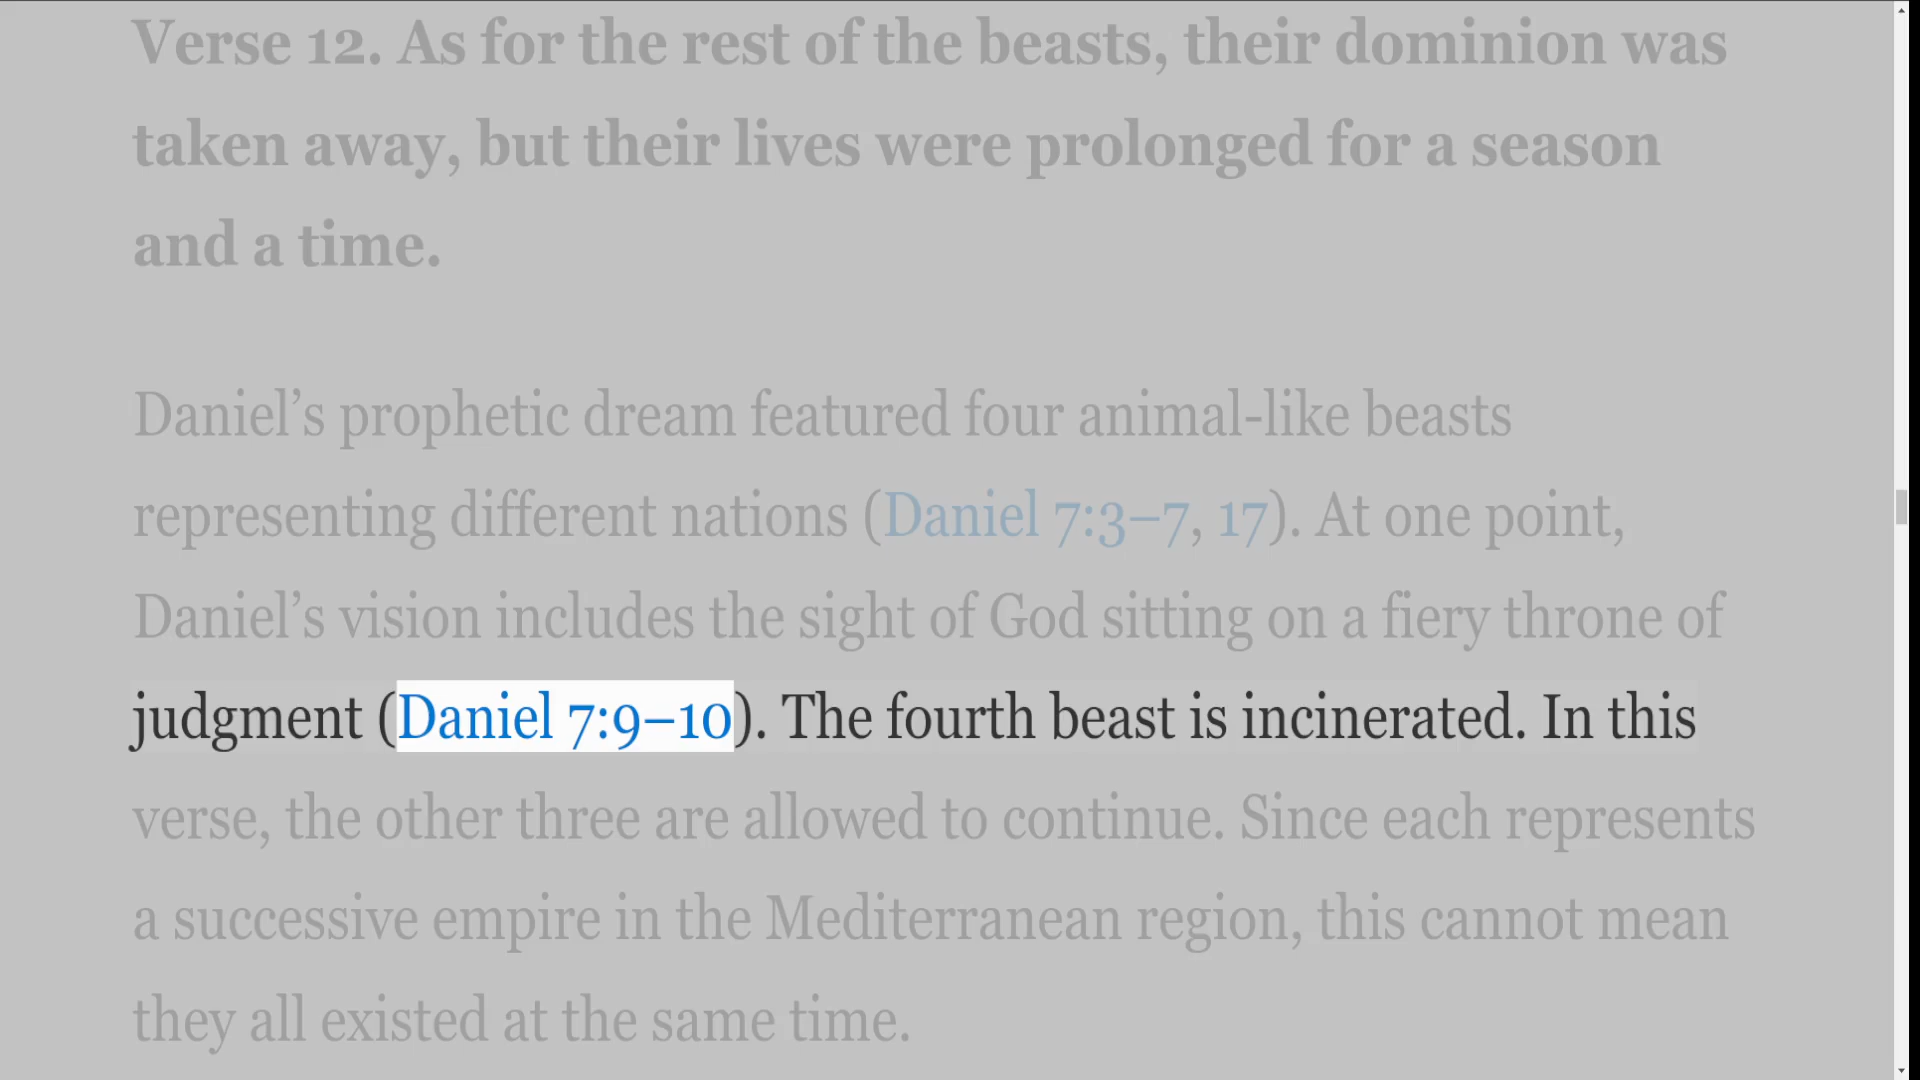 Verse 12. As for the rest of the beasts, their dominion was
taken away, but their lives were prolonged for a season
and a time.
Daniel’s prophetic dream featured four animal-like beasts
representing different nations (Daniel 7:3–7, 17). At one point,
Daniel’s vision includes the sight of God sitting on a fiery throne of
judgment (Daniel 7:9–10). The fourth beast is incinerated. In this
verse, the other three are allowed to continue. Since each represents
a successive empire in the Mediterranean region, this cannot mean
they all existed at the same time.